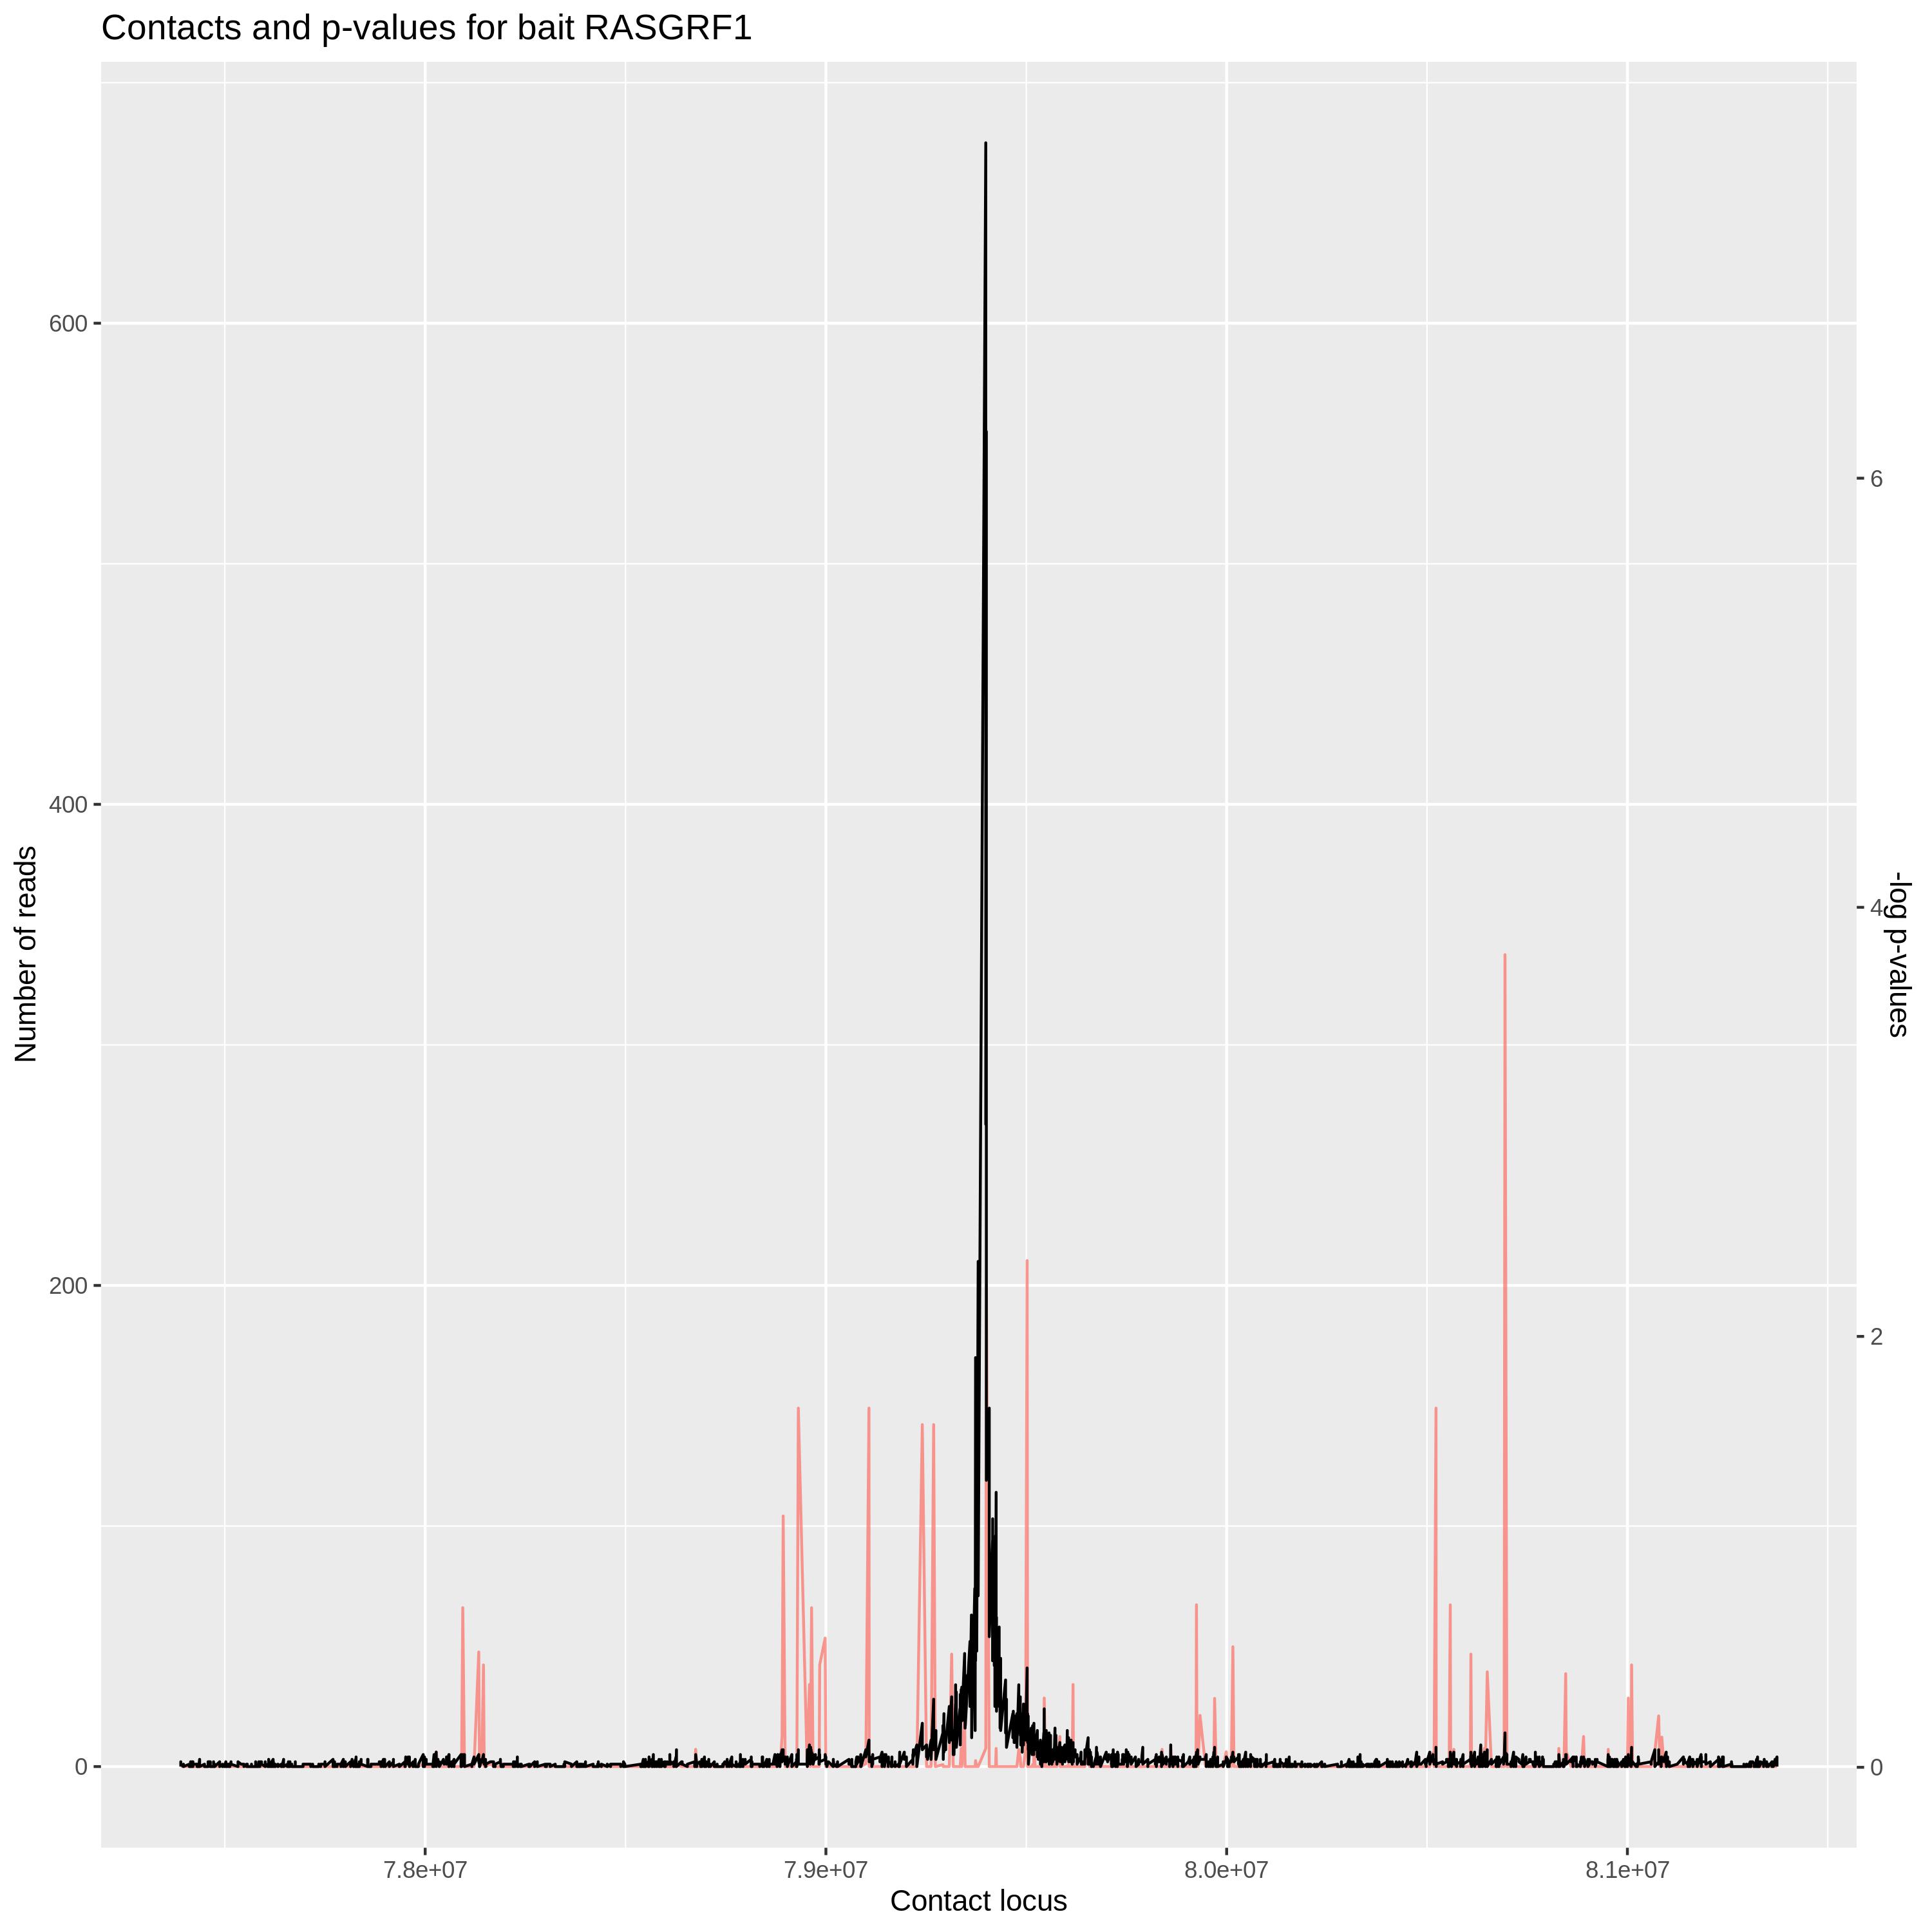 Contacts and p-values for bait RASGRF1
600
400
200
0
Number of reads
6
4
2
0
-log p-values
7.8e+07
7.9e+07
8.0e+07
8.1e+07
Contact locus